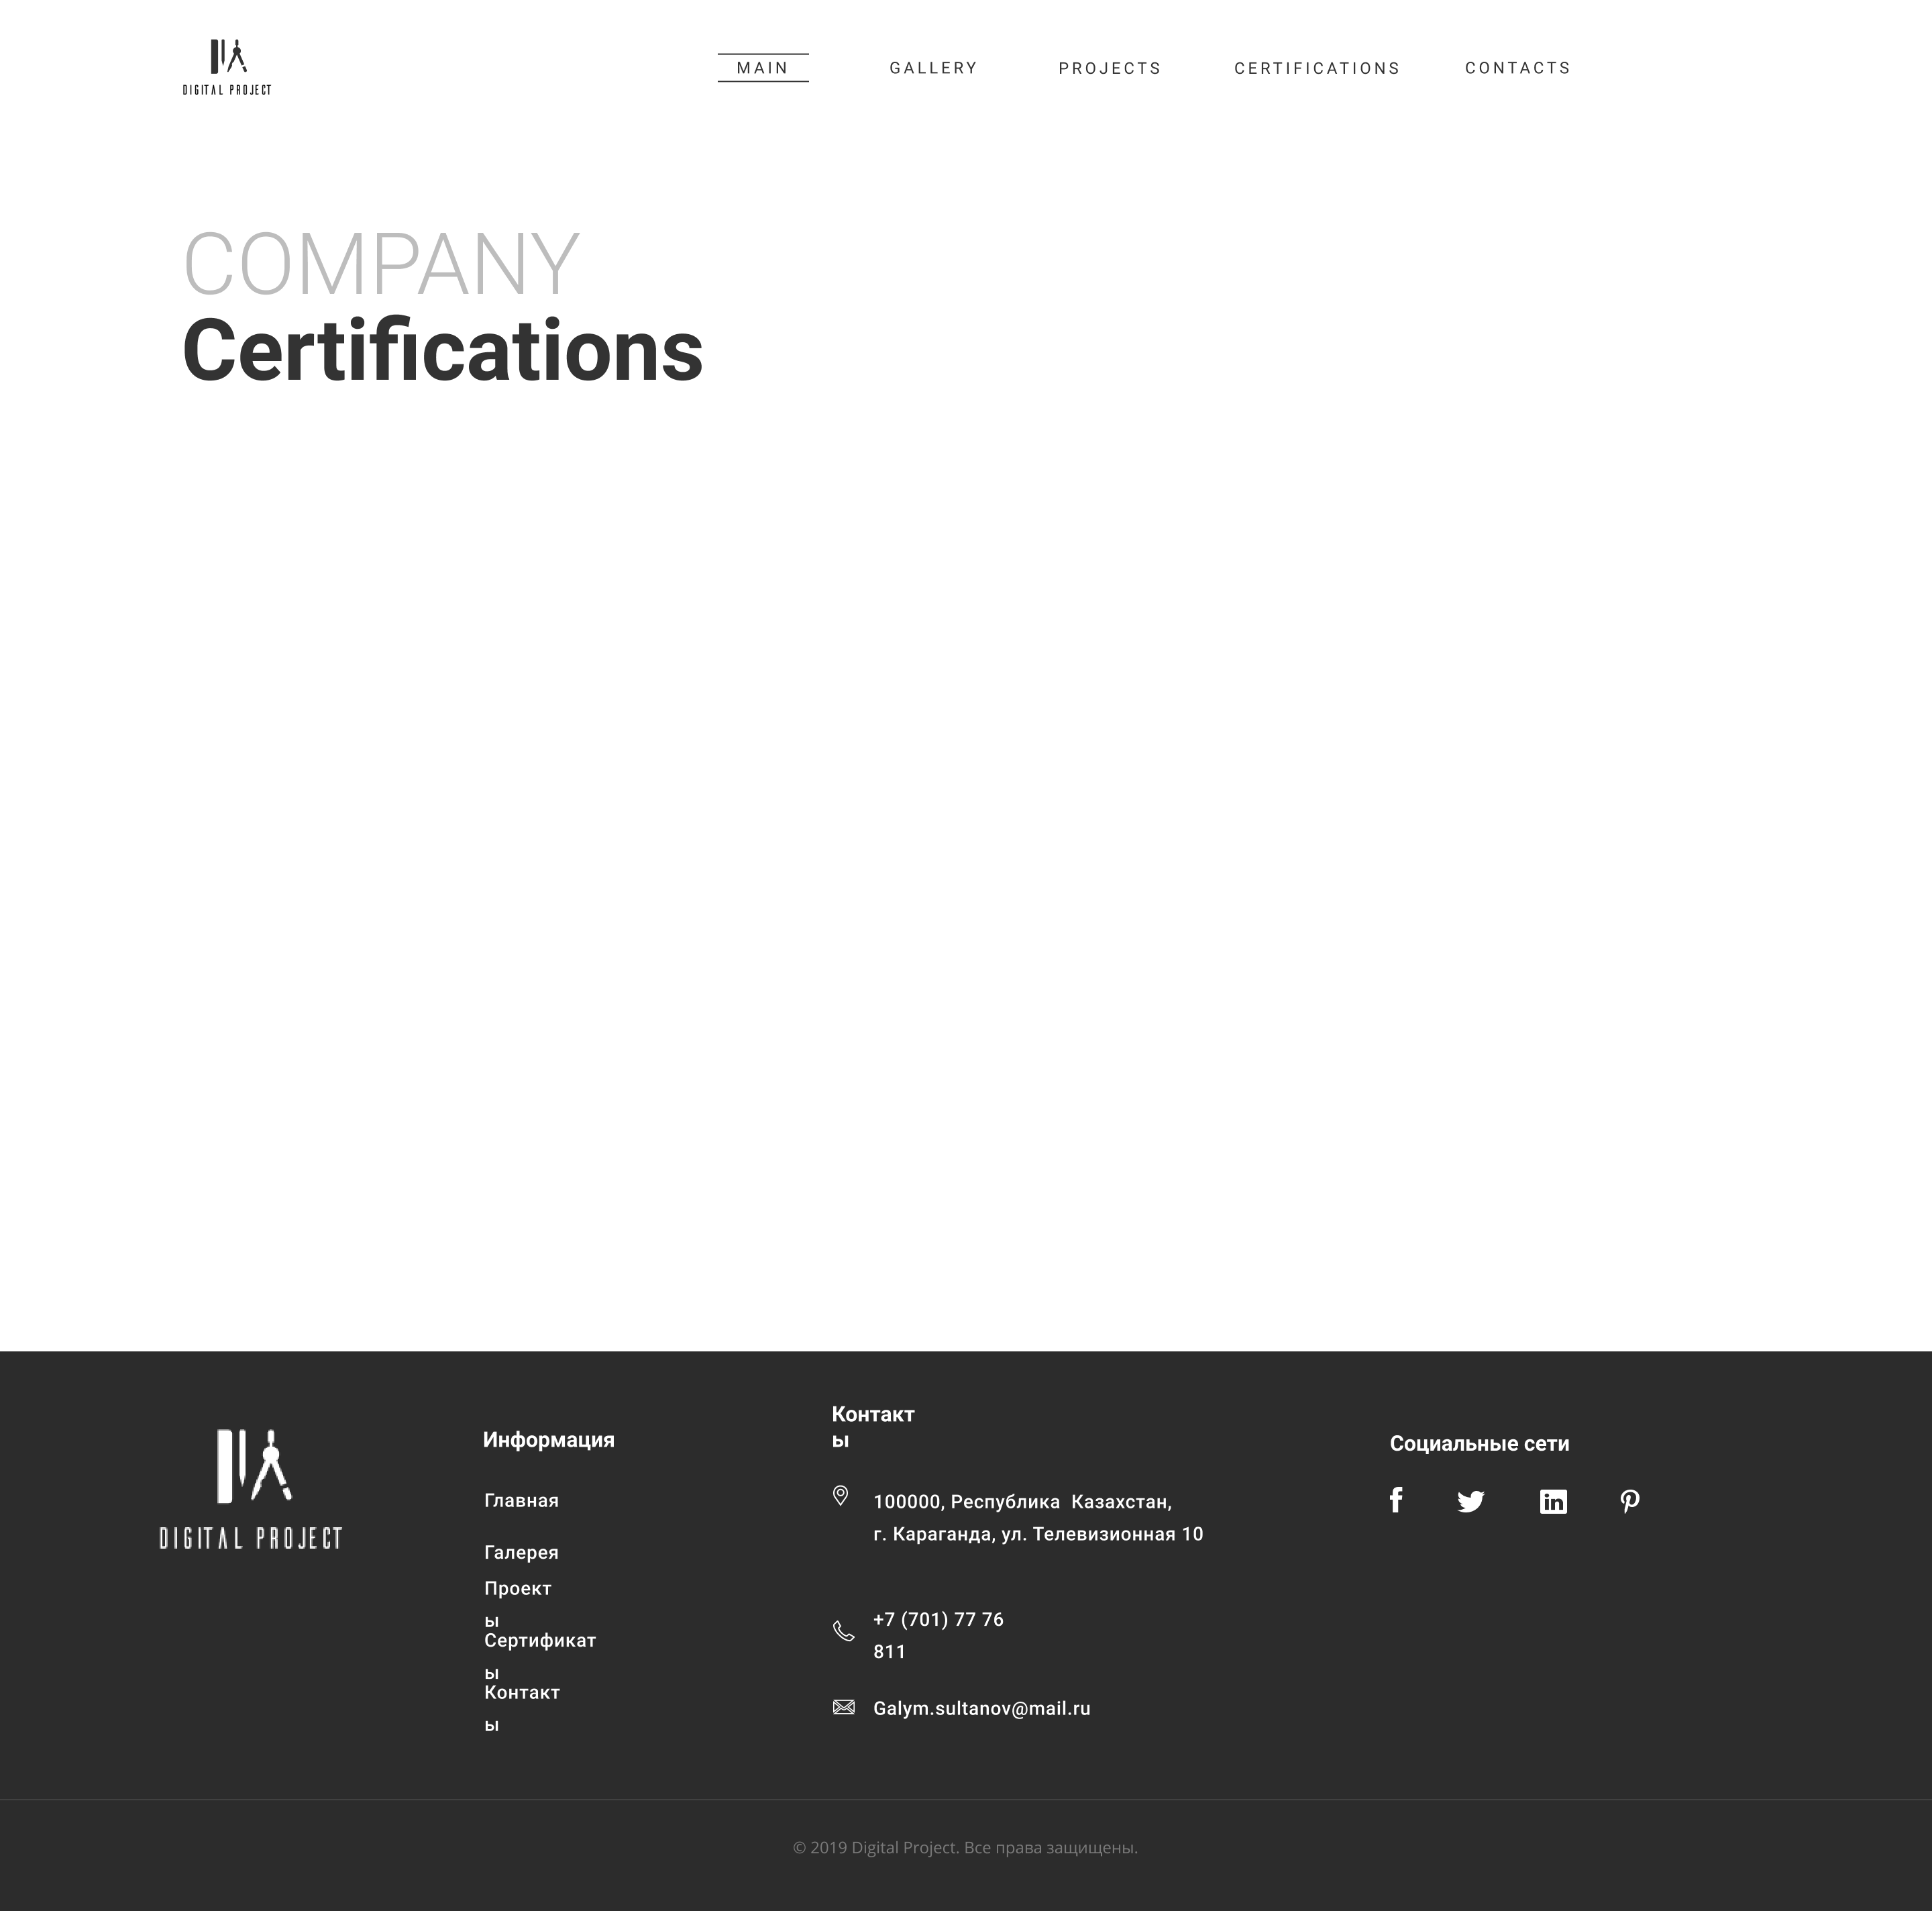 DIGITAL PROJECT
MAIN
GALLERY
PROJECTS
CERTIFICATIONS
CONTACTS
COMPANY
Certifications
DIGITAL PROJECT
Информация
Главная
Галерея
Проект
ы
Сертификат
ы
Контакт
ы
Контакт
ы
100000, Республика  Казахстан,
г. Караганда, ул. Телевизионная 10
+7 (701) 77 76
811
Galym.sultanov@mail.ru
Социальные сети
© 2019 Digital Project. Все права защищены.